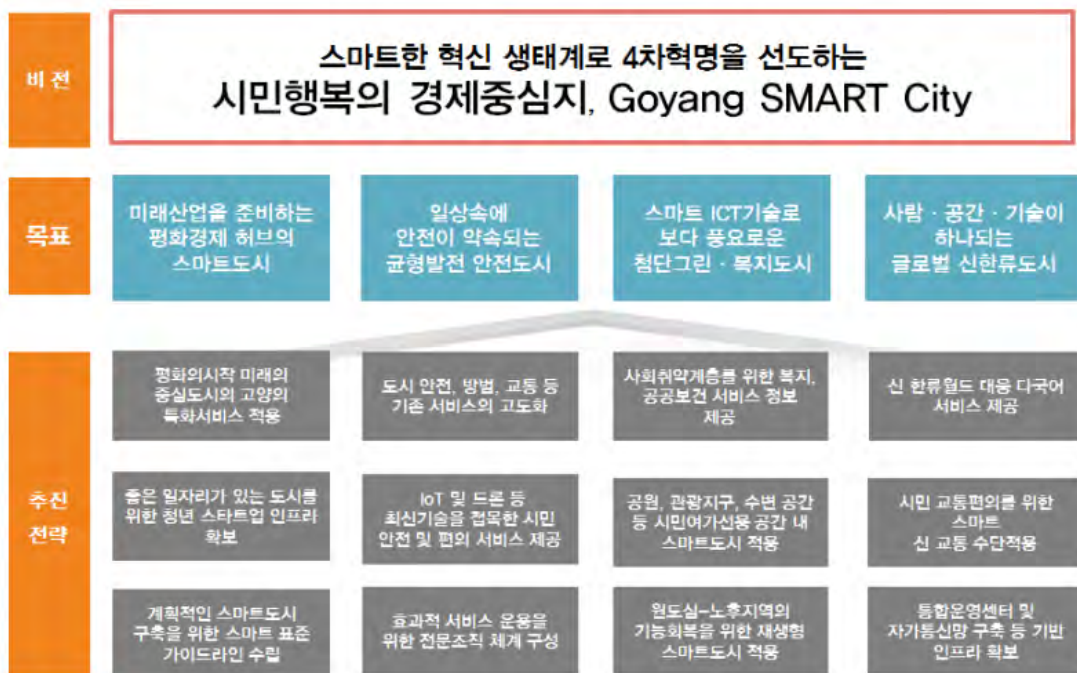 비 전
스마트한 혁신 생태계로 4차혁명을 선도하는
시민행복의 경제중심지, Goyang SMART City
목표
미래산업을 준비하는
평화경제 허브의
스마트도시
일상속에
안전이 약속되는
균형발전 안전도시
스마트 ICT기술로
보다 풍요로운
첨단그린 · 복지도시
사람 · 공간 · 기술이
하나되는
글로벌 신한류도시
추진
전략
평화의시작 미래의
중심도시의 고양의
특화서비스 적용
도시 안전, 방범, 교통 등
기존 서비스의 고도화
사회취약계층를 위한 복지,
공공보건 서비스 정보
제공
신 한류월드 대응 다국어
서비스 제공
좋은 일자리가 있는 도시를
위한 청년 스타트업 인프라
확보
IoT 및 드론 등
최신기술을 접목한 시민
안전 및 편의 서비스 제공
공원, 관광지구, 수변 공간
등 시민여가선용 공간 내
스마트도시 적용
시민 교통편의를 위한
스마트
신 교통 수단적용
계획적인 스마트도시
구축을 위한 스마트 표준
가이드라인 수립
효과적 서비스 운용을
위한 전문조직 체계 구성
원도심-노후지역의
기능회복을 위한 재생형
스마트도시 적용
통합운영센터 및
자가통신망 구축 등 기반
인프라 확보